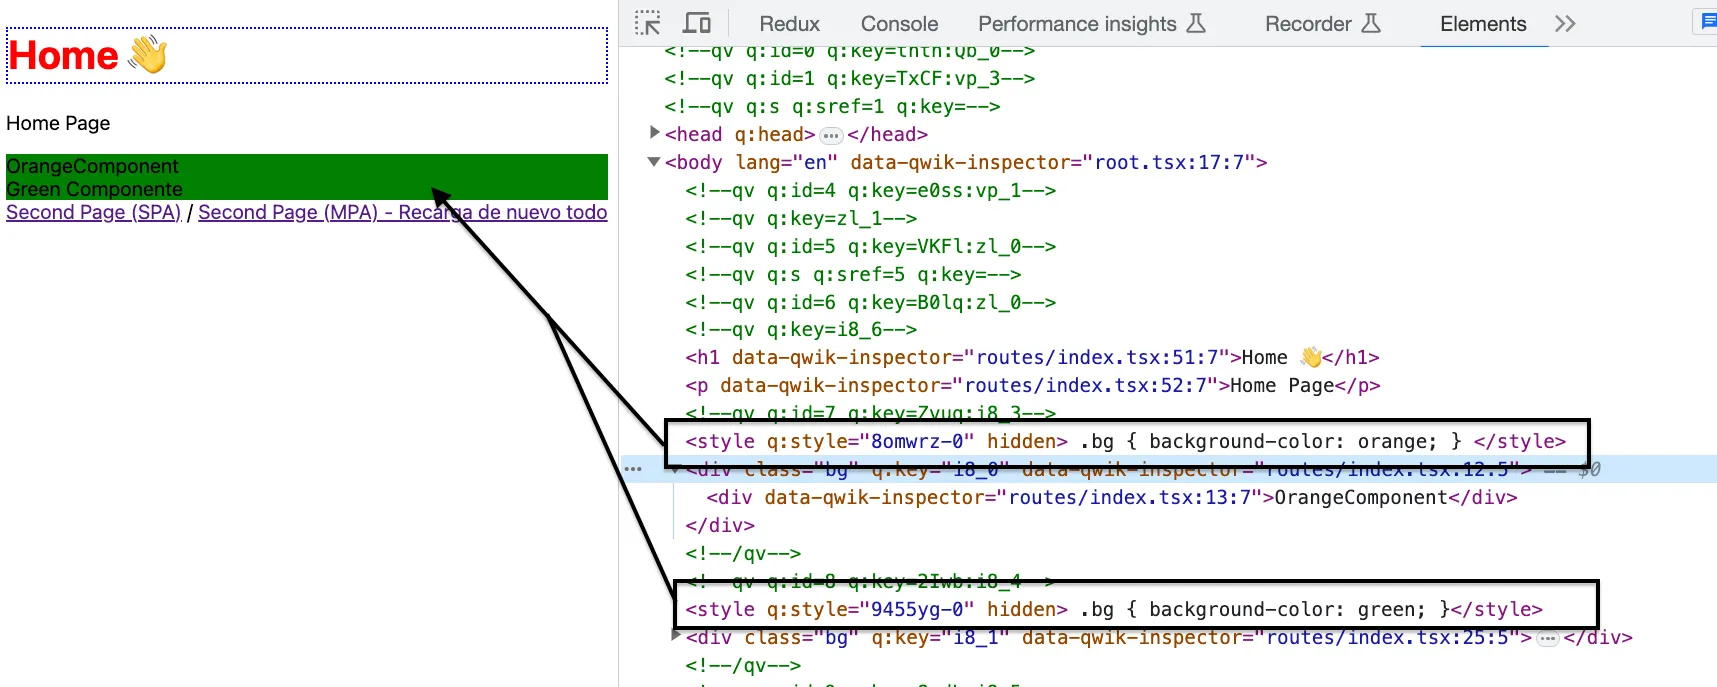 Home 👋
Home Page
OrangeComponent
Green Componente
Second Page (SPA) / Second Page (MPA) - Recarga de nuevo todo
Redux Console Performance insights Recorder Elements
<!--qv q:id=0 q:key=
<!--qv q:id=1 q:key=TxCF:vp_3-->
<!--qv q:s q:sref=1 q:key=-->
<head q:head>…</head>
<body lang="en" data-qwik-inspector="root.tsx:17:7">
<!--qv q:id=4 q:key=e0ss:vp_1-->
<!--qv q:key=zl_1-->
<!--qv q:id=5 q:key=VKFl:zl_0-->
<!--qv q:s q:sref=5 q:key=-->
<!--qv q:id=6 q:key=B0lq:zl_0-->
<!--qv q:key=i8_6-->
<h1 data-qwik-inspector="routes/index.tsx:51:7">Home 👋</h1>
<p data-qwik-inspector="routes/index.tsx:52:7">Home Page</p>
<!--qv q:id=7 q:key=Zvuq:i8_3-->
<style q:style="8omwrz-0" hidden> .bg { background-color: orange; } </style>
<div class="bg" q:key="i8_0" data-qwik-inspector="routes/index.tsx:12:5"> == $0
<div data-qwik-inspector="routes/index.tsx:13:7">OrangeComponent</div>
</div>
<!--/qv-->
<!--qv q:id=8 q:key=2Iwb:i8_4-->
<style q:style="9455yg-0" hidden> .bg { background-color: green; }</style>
<div class="bg" q:key="i8_1" data-qwik-inspector="routes/index.tsx:25:5">…</div>
<!--/qv-->